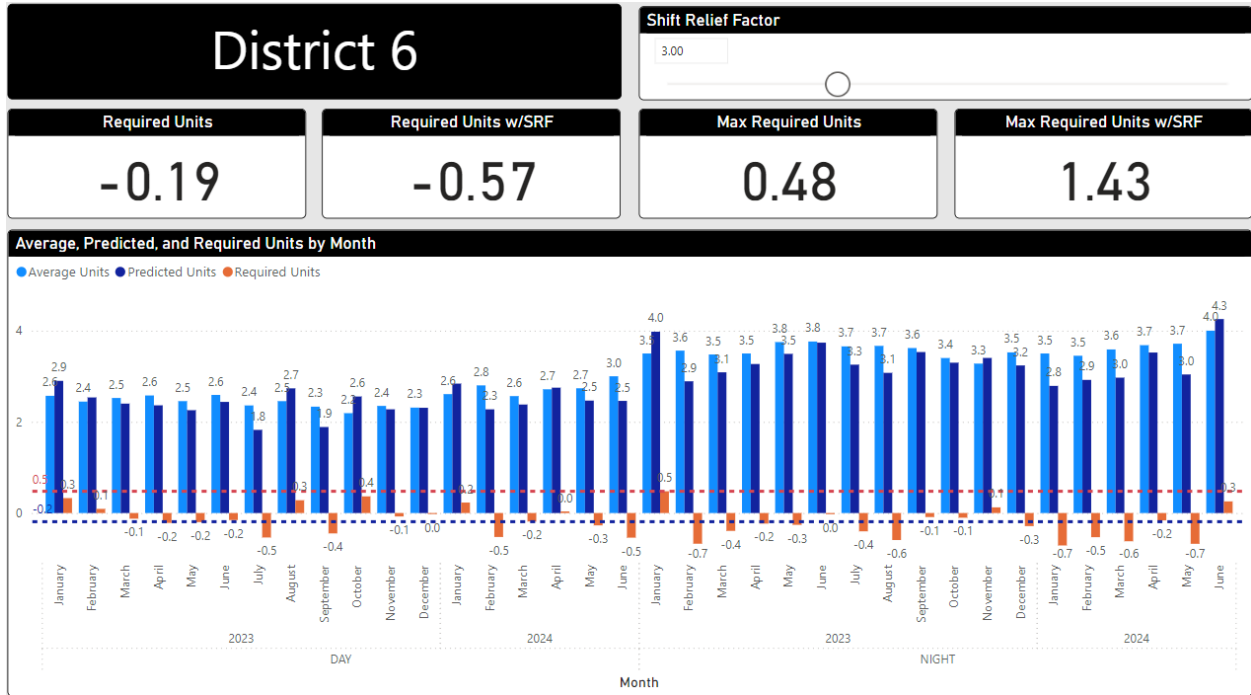 District 6
Shift Relief Factor
3.00
Required Units
-0.19
Required Units w/SRF
-0.57
Max Required Units
0.48
Max Required Units w/SRF
1.43
Average, Predicted, and Required Units by Month
Average Units Predicted Units Required Units
4
2
0
0.5
-0.2
2.6 2.9 2.4 2.5 2.6 2.5 2.6 2.4 1.8 2.5 2.7 2.3 1.9 2.2 2.6 2.4 2.3 2.6 2.8 2.3 2.6 2.7 2.7 2.5 3.0 2.5 3.5 4.0 3.6 2.9 3.5 3.1 3.5 3.8 3.5 3.8 3.7 3.3 3.7 3.1 3.6 3.4 3.3 3.5 3.2 3.5 2.8 3.5 2.9 3.6 3.0 3.7 3.7 3.0 4.0 4.3
0.3 0.1 -0.1 -0.2 -0.2 -0.2 -0.5 0.3 -0.4 0.4 -0.1 0.0 0.2 -0.5 -0.2 0.0 -0.3 -0.5 0.5 -0.7 -0.4 -0.2 -0.3 0.0 -0.4 -0.6 -0.1 -0.1 0.1 -0.3 -0.7 -0.5 -0.6 -0.2 -0.7 0.3
January February March April May June July August September October November December January February March April May June January February March April May June July August September October November December January February March April May June
2023 2024 2023 2024
DAY NIGHT
Month